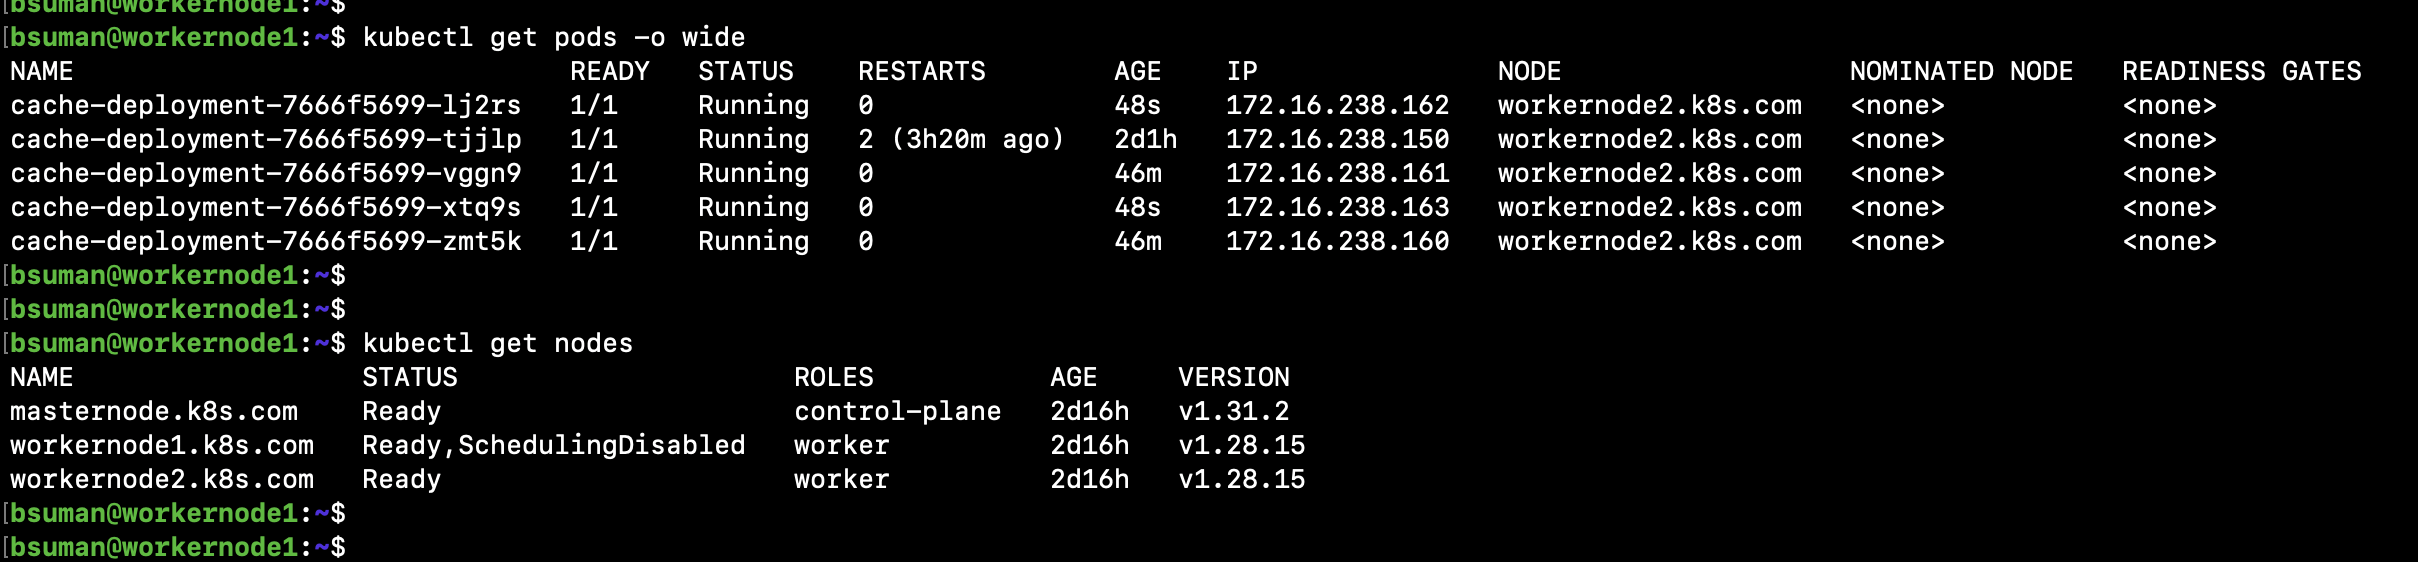 [bsuman@workernode1:~$
[bsuman@workernode1:~$ kubectl get pods -o wide
NAME                               READY   STATUS    RESTARTS        AGE    IP               NODE                  NOMINATED NODE   READINESS GATES
cache-deployment-7666f5699-lj2rs   1/1     Running   0               48s    172.16.238.162   workernode2.k8s.com   <none>           <none>
cache-deployment-7666f5699-tjjlp   1/1     Running   2 (3h20m ago)   2d1h   172.16.238.150   workernode2.k8s.com   <none>           <none>
cache-deployment-7666f5699-vggn9   1/1     Running   0               46m    172.16.238.161   workernode2.k8s.com   <none>           <none>
cache-deployment-7666f5699-xtq9s   1/1     Running   0               48s    172.16.238.163   workernode2.k8s.com   <none>           <none>
cache-deployment-7666f5699-zmt5k   1/1     Running   0               46m    172.16.238.160   workernode2.k8s.com   <none>           <none>
[bsuman@workernode1:~$
[bsuman@workernode1:~$
[bsuman@workernode1:~$ kubectl get nodes
NAME                  STATUS                     ROLES           AGE     VERSION
masternode.k8s.com    Ready                      control-plane   2d16h   v1.31.2
workernode1.k8s.com   Ready,SchedulingDisabled   worker          2d16h   v1.28.15
workernode2.k8s.com   Ready                      worker          2d16h   v1.28.15
[bsuman@workernode1:~$
[bsuman@workernode1:~$